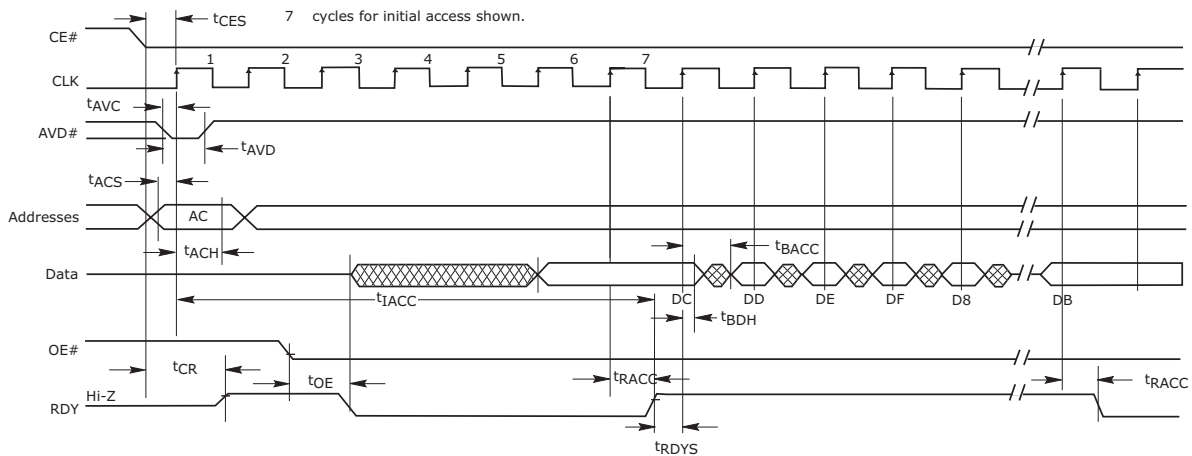 tCES
7 cycles for initial access shown.
CE#
1 2 3 4 5 6 7
CLK
tAVC
AVD#
tAVD
tACS
Addresses
AC
tACH
tBACC
Data
tIACC
DC DD DE DF D8 DB
tBDH
OE#
tCR
tOE
tRACC
tRACC
Hi-Z
RDY
tRDYS